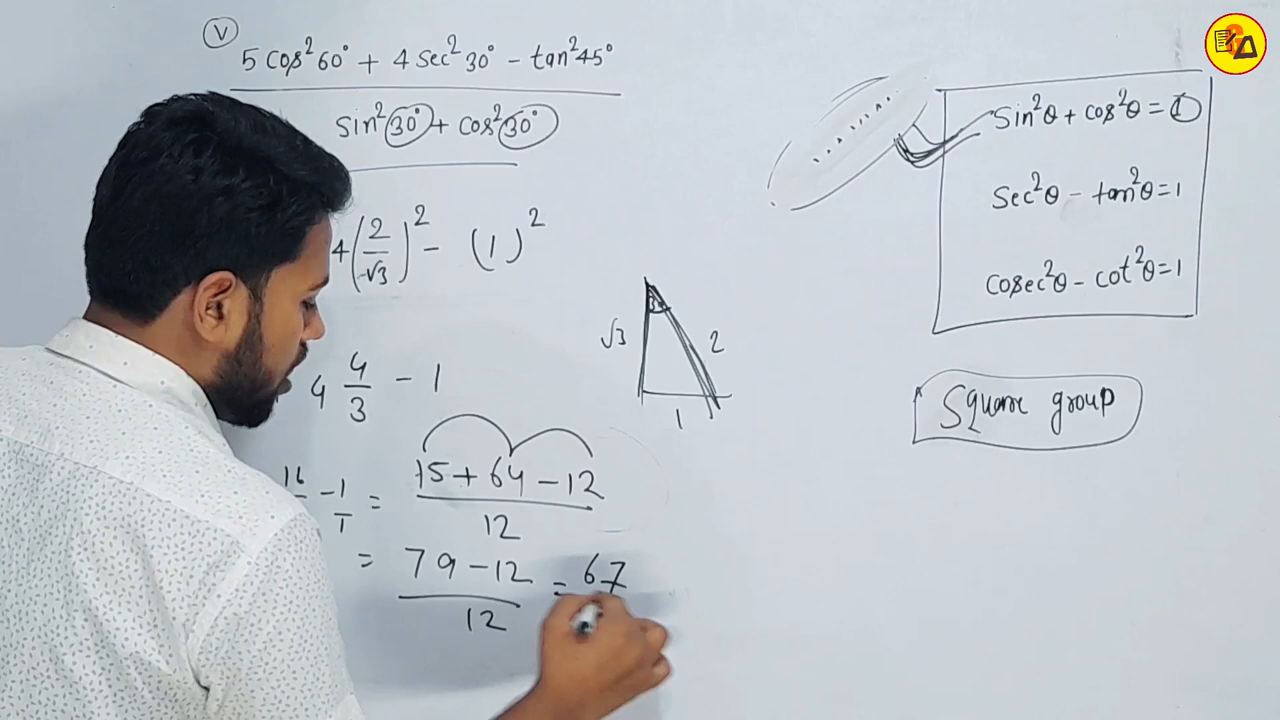 V
5 cos²60° + 4 sec²30° - tan²45°
sin²30° + cos²30°
4(2/√3)² - (1)²
4 4/3 - 1
16 - 1/1 = 15 + 64 - 12 / 12
= 79 - 12 / 12 = 67
√3
2
1
Sin²θ + cos²θ = 1
Sec²θ - tan²θ = 1
Cosec²θ - cot²θ = 1
Square group